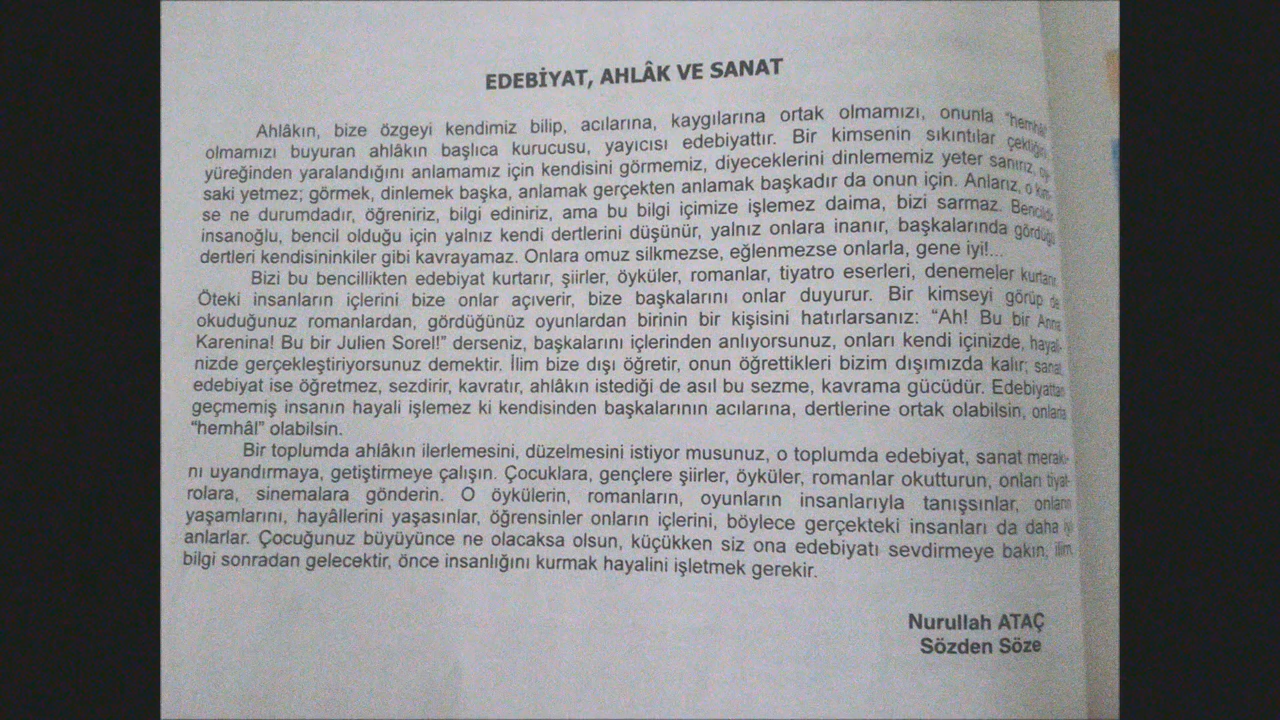 EDEBİYAT, AHLÂK VE SANAT
Ahlâkın, bize özgeyi kendimiz bilip, acılarına, kaygılarına ortak olmamızı, onunla "hemhâl
olmamızı buyuran ahlâkın başlıca kurucusu, yayıcısı edebiyattır. Bir kimsenin sıkıntılar çektiğini,
yüreğinden yaralandığını anlamamız için kendisini görmemiz, diyeceklerini dinlememiz yeter sanırız, oy-
saki yetmez; görmek, dinlemek başka, anlamak gerçekten anlamak başkadır da onun için. Anlarız, o kim-
se ne durumdadır, öğreniriz, bilgi ediniriz, ama bu bilgi içimize işlemez daima, bizi sarmaz. Bencildir
insanoğlu, bencil olduğu için yalnız kendi dertlerini düşünür, yalnız onlara inanır, başkalarında gördüğü
dertleri kendisininkiler gibi kavrayamaz. Onlara omuz silkmezse, eğlenmezse onlarla, gene iyi!...
Bizi bu bencillikten edebiyat kurtarır, şiirler, öyküler, romanlar, tiyatro eserleri, denemeler kurtarır.
Öteki insanların içlerini bize onlar açıverir, bize başkalarını onlar duyurur. Bir kimseyi görüp da
okuduğunuz romanlardan, gördüğünüz oyunlardan birinin bir kişisini hatırlarsanız: “Ah! Bu bir Anna
Karenina! Bu bir Julien Sorel!” derseniz, başkalarını içlerinden anlıyorsunuz, onları kendi içinizde, hayali-
nizde gerçekleştiriyorsunuz demektir. İlim bize dışı öğretir, onun öğrettikleri bizim dışımızda kalır; sanat,
edebiyat ise öğretmez, sezdirir, kavratır, ahlâkın istediği de asıl bu sezme, kavrama gücüdür. Edebiyattan
geçmemiş insanın hayali işlemez ki kendisinden başkalarının acılarına, dertlerine ortak olabilsin, onlarla
“hemhâl” olabilsin.
Bir toplumda ahlâkın ilerlemesini, düzelmesini istiyor musunuz, o toplumda edebiyat, sanat merakı-
nı uyandırmaya, getiştirmeye çalışın. Çocuklara, gençlere şiirler, öyküler, romanlar okutturun, onları tiyat-
rolara, sinemalara gönderin. O öykülerin, romanların, oyunların insanlarıyla tanışsınlar, onların
yaşamlarını, hayâllerini yaşasınlar, öğrensinler onların içlerini, böylece gerçekteki insanları da daha iyi
anlarlar. Çocuğunuz büyüyünce ne olacaksa olsun, küçükken siz ona edebiyatı sevdirmeye bakın, ilim
bilgi sonradan gelecektir, önce insanlığını kurmak hayalini işletmek gerekir.
Nurullah ATAÇ
Sözden Söze